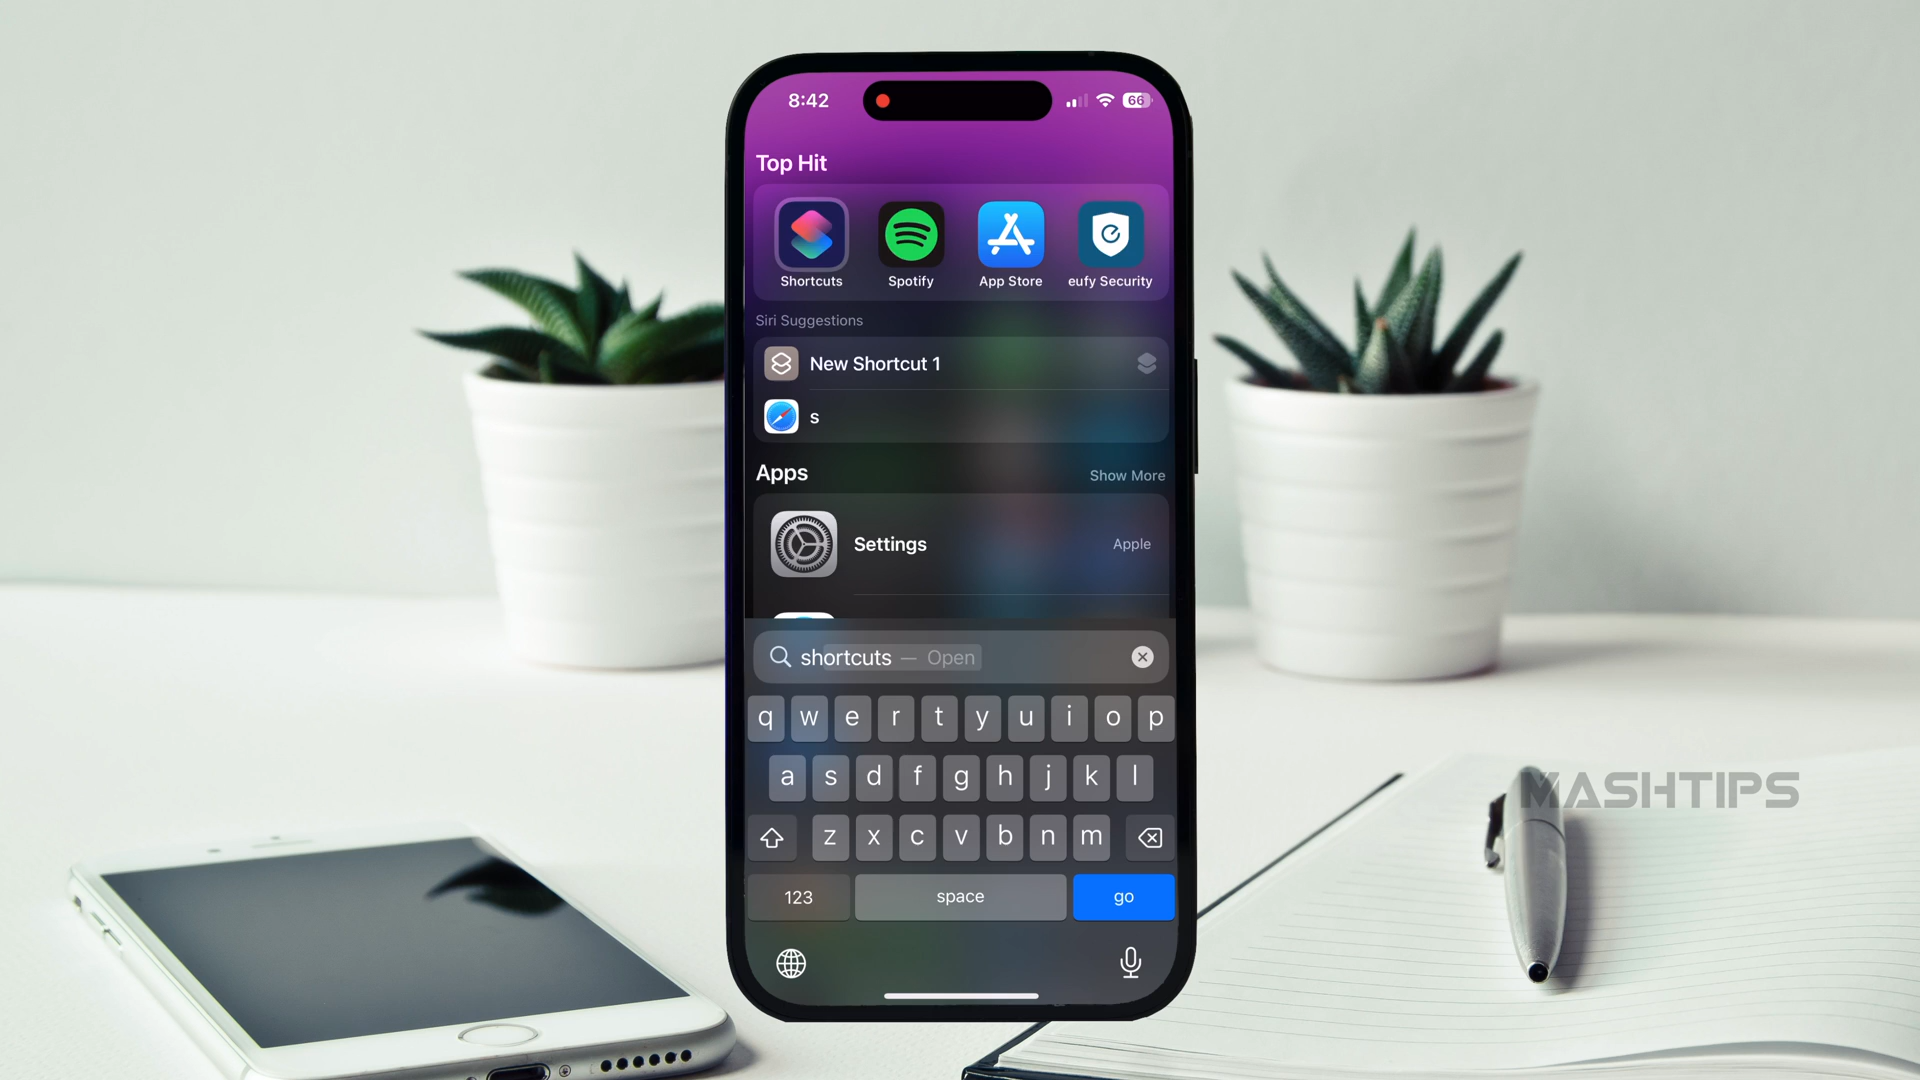 8:42
66
Top Hit
Shortcuts Spotify App Store eufy Security
Siri Suggestions
New Shortcut 1
s
Apps Show More
Settings Apple
shortcuts — Open
q w e r t y u i o p
a s d f g h j k l
z x c v b n m
123 space go
MASHTIPS